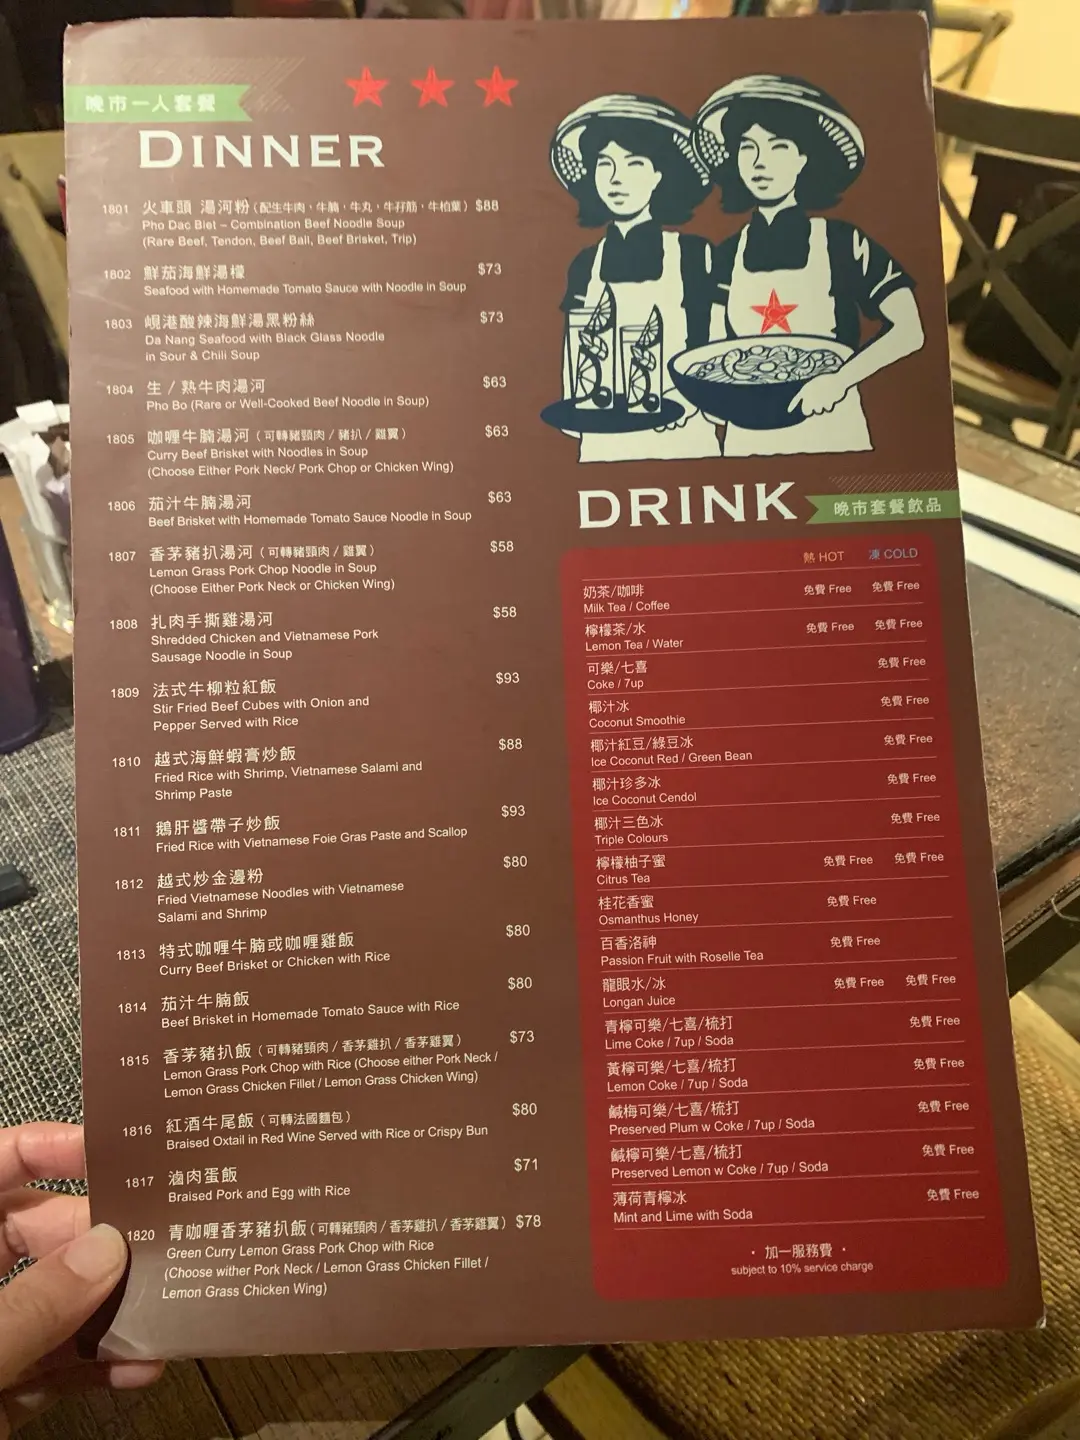 晚市一人套餐
DINNER
1801 火車頭 湯河粉（配生牛肉，牛腩，牛丸，牛孖筋，牛柏葉） $88
Pho Dac Biet – Combination Beef Noodle Soup
(Rare Beef, Tendon, Beef Ball, Beef Brisket, Trip)
1802 鮮茄海鮮湯檬 $73
Seafood with Homemade Tomato Sauce with Noodle in Soup
1803 峴港酸辣海鮮湯黑粉絲 $73
Da Nang Seafood with Black Glass Noodle
in Sour & Chili Soup
1804 生 / 熟牛肉湯河 $63
Pho Bo (Rare or Well-Cooked Beef Noodle in Soup)
1805 咖喱牛腩湯河（可轉豬頸肉 / 豬扒 / 雞翼） $63
Curry Beef Brisket with Noodles in Soup
(Choose Either Pork Neck/ Pork Chop or Chicken Wing)
1806 茄汁牛腩湯河 $63
Beef Brisket with Homemade Tomato Sauce Noodle in Soup
1807 香茅豬扒湯河（可轉豬頸肉 / 雞翼） $58
Lemon Grass Pork Chop Noodle in Soup
(Choose Either Pork Neck or Chicken Wing)
1808 扎肉手撕雞湯河 $58
Shredded Chicken and Vietnamese Pork
Sausage Noodle in Soup
1809 法式牛柳粒紅飯 $93
Stir Fried Beef Cubes with Onion and
Pepper Served with Rice
1810 越式海鮮蝦膏炒飯 $88
Fried Rice with Shrimp, Vietnamese Salami and
Shrimp Paste
1811 鵝肝醬帶子炒飯 $93
Fried Rice with Vietnamese Foie Gras Paste and Scallop
1812 越式炒金邊粉 $80
Fried Vietnamese Noodles with Vietnamese
Salami and Shrimp
1813 特式咖喱牛腩或咖喱雞飯 $80
Curry Beef Brisket or Chicken with Rice
1814 茄汁牛腩飯 $80
Beef Brisket in Homemade Tomato Sauce with Rice
1815 香茅豬扒飯（可轉豬頸肉 / 香茅雞扒 / 香茅雞翼） $73
Lemon Grass Pork Chop with Rice (Choose either Pork Neck /
Lemon Grass Chicken Fillet / Lemon Grass Chicken Wing)
1816 紅酒牛尾飯（可轉法國麵包） $80
Braised Oxtail in Red Wine Served with Rice or Crispy Bun
1817 滷肉蛋飯 $71
Braised Pork and Egg with Rice
1820 青咖喱香茅豬扒飯（可轉豬頸肉 / 香茅雞扒 / 香茅雞翼） $78
Green Curry Lemon Grass Pork Chop with Rice
(Choose wither Pork Neck / Lemon Grass Chicken Fillet /
Lemon Grass Chicken Wing)
DRINK 晚市套餐飲品
熱 HOT 凍 COLD
奶茶/咖啡 免費 Free 免費 Free
Milk Tea / Coffee
檸檬茶/水 免費 Free 免費 Free
Lemon Tea / Water
可樂/七喜 免費 Free
Coke / 7up
椰汁冰 免費 Free
Coconut Smoothie
椰汁紅豆/綠豆冰 免費 Free
Ice Coconut Red / Green Bean
椰汁珍多冰 免費 Free
Ice Coconut Cendol
椰汁三色冰 免費 Free
Triple Colours
檸檬柚子蜜 免費 Free 免費 Free
Citrus Tea
桂花香蜜 免費 Free
Osmanthus Honey
百香洛神 免費 Free
Passion Fruit with Roselle Tea
龍眼水/冰 免費 Free 免費 Free
Longan Juice
青檸可樂/七喜/梳打 免費 Free
Lime Coke / 7up / Soda
黃檸可樂/七喜/梳打 免費 Free
Lemon Coke / 7up / Soda
鹹梅可樂/七喜/梳打 免費 Free
Preserved Plum w Coke / 7up / Soda
鹹檸可樂/七喜/梳打 免費 Free
Preserved Lemon w Coke / 7up / Soda
薄荷青檸冰 免費 Free
Mint and Lime with Soda
· 加一服務費 ·
subject to 10% service charge